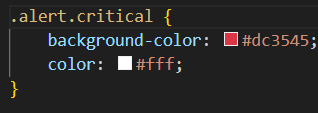 .alert.critical {
    background-color: #dc3545;
    color: #fff;
}